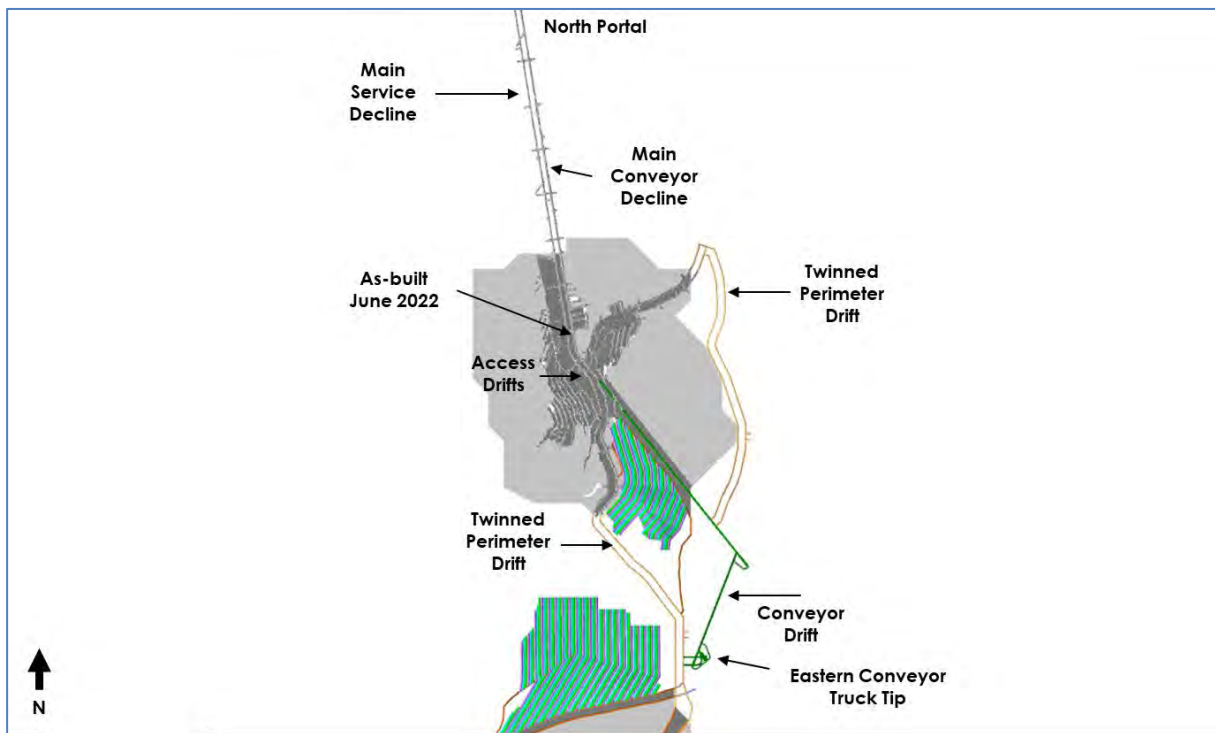 North Portal
Main
Service
Decline
Main
Conveyor
Decline
As-built
June 2022
Twinned
Perimeter
Drift
Access
Drifts
Twinned
Perimeter
Drift
Conveyor
Drift
Eastern Conveyor
Truck Tip
N